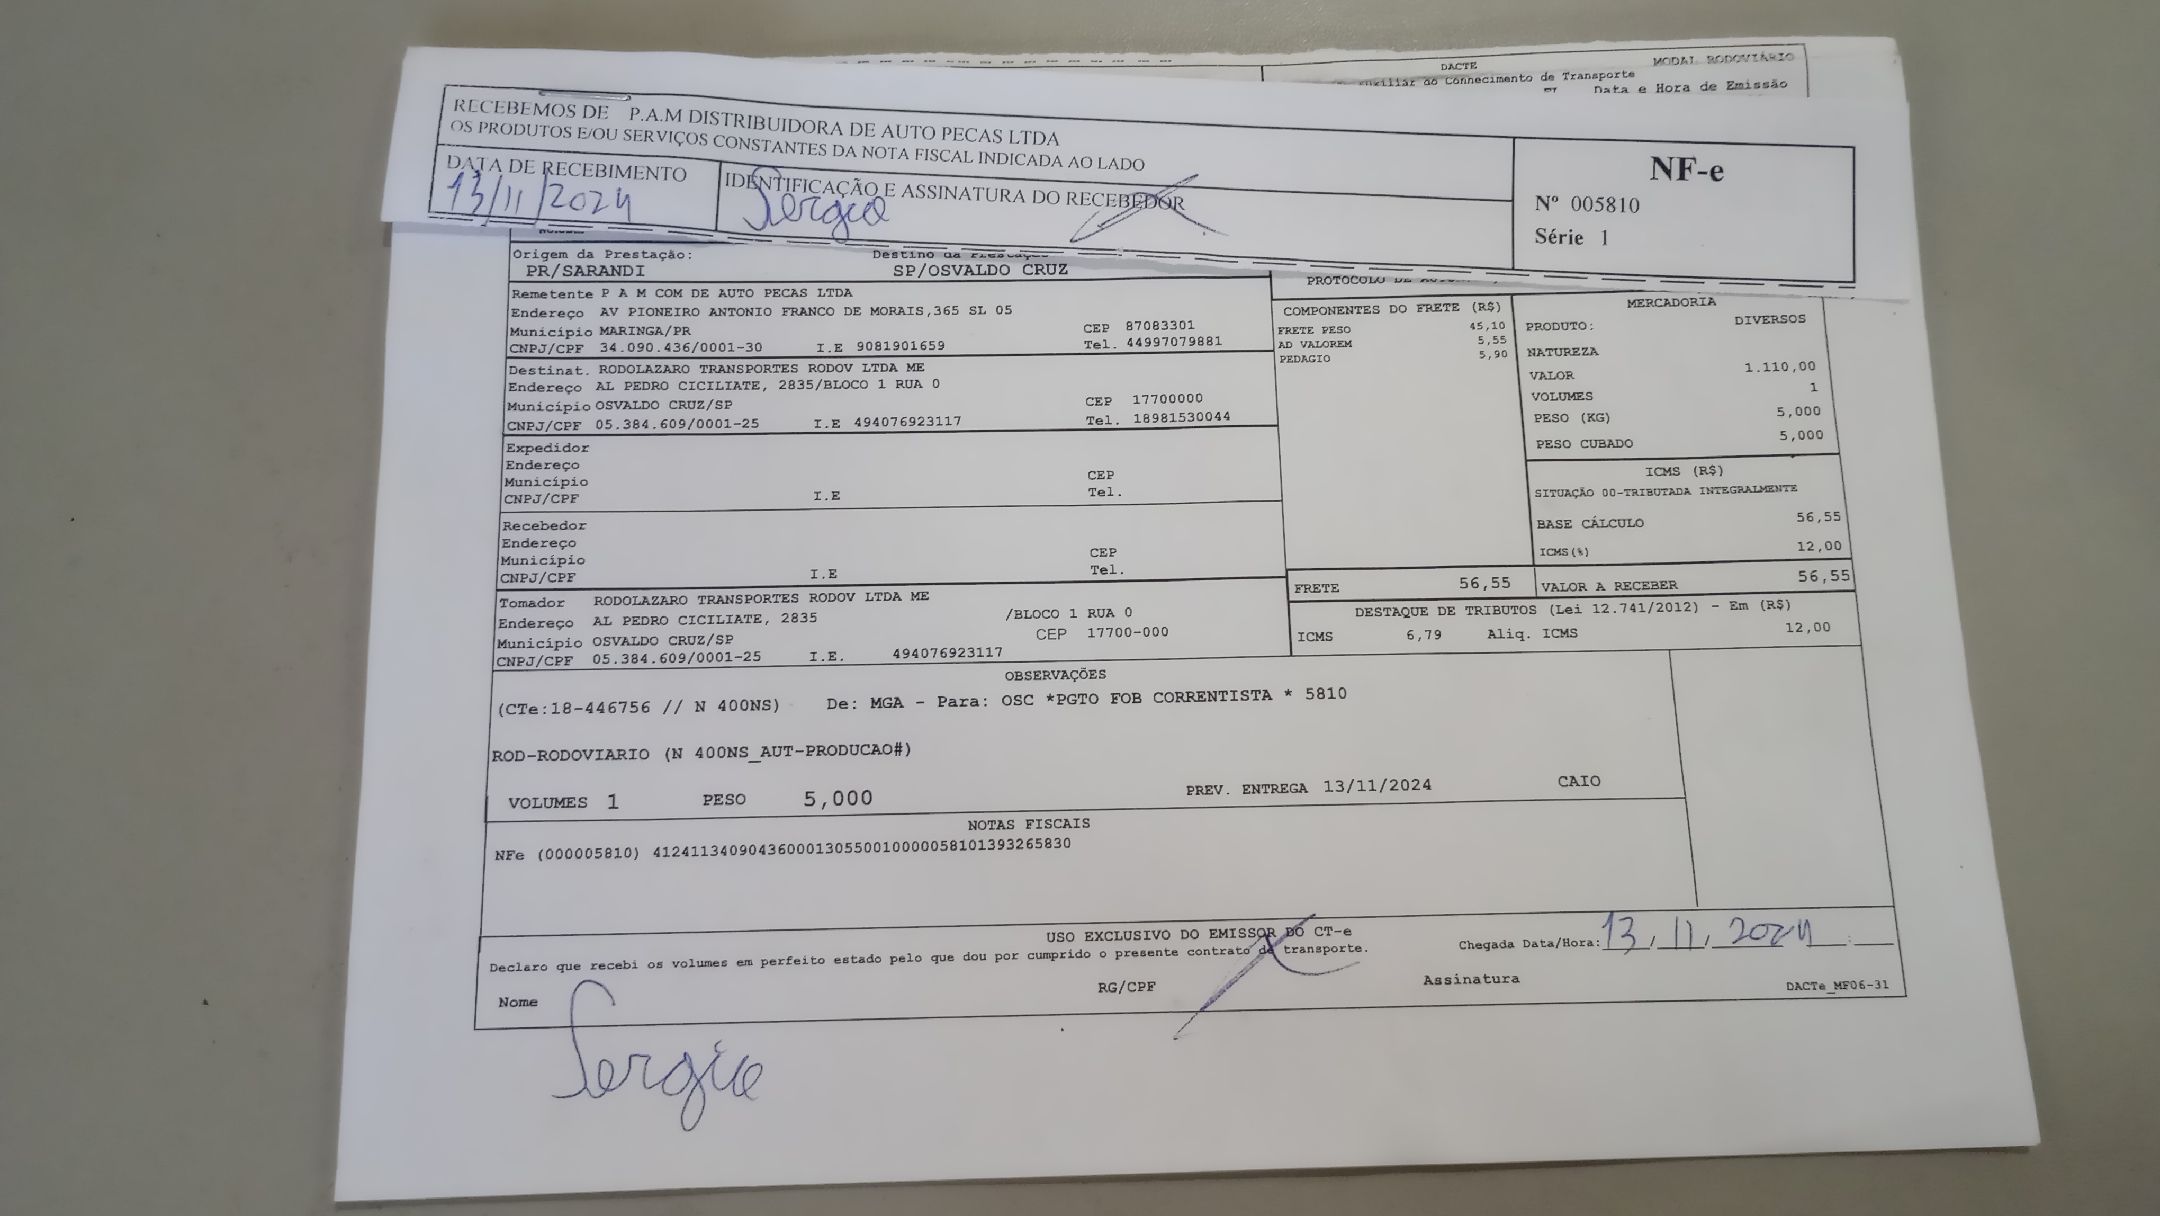 DACTE
MODAL RODOVIÁRIO
Auxiliar do Conhecimento de Transporte
Data e Hora de Emissão
RECEBEMOS DE P.A.M DISTRIBUIDORA DE AUTO PECAS LTDA
OS PRODUTOS E/OU SERVIÇOS CONSTANTES DA NOTA FISCAL INDICADA AO LADO
DATA DE RECEBIMENTO
13/11/2024
IDENTIFICAÇÃO E ASSINATURA DO RECEBEDOR
Sergio
NF-e
Nº 005810
Série 1
Origem da Prestação:
PR/SARANDI
Destino da Prestação
SP/OSVALDO CRUZ
Remetente P A M COM DE AUTO PECAS LTDA
Endereço AV PIONEIRO ANTONIO FRANCO DE MORAIS,365 SL 05
Município MARINGA/PR CEP 87083301
CNPJ/CPF 34.090.436/0001-30 I.E 9081901659 Tel. 44997079881
Destinat. RODOLAZARO TRANSPORTES RODOV LTDA ME
Endereço AL PEDRO CICILIATE, 2835/BLOCO 1 RUA 0
Município OSVALDO CRUZ/SP CEP 17700000
CNPJ/CPF 05.384.609/0001-25 I.E 494076923117 Tel. 18981530044
Expedidor
Endereço
Município CEP
CNPJ/CPF I.E Tel.
Recebedor
Endereço
Município CEP
CNPJ/CPF I.E Tel.
Tomador RODOLAZARO TRANSPORTES RODOV LTDA ME
Endereço AL PEDRO CICILIATE, 2835 /BLOCO 1 RUA 0
Município OSVALDO CRUZ/SP CEP 17700-000
CNPJ/CPF 05.384.609/0001-25 I.E. 494076923117
PROTOCOLO DE
COMPONENTES DO FRETE (R$)
FRETE PESO 45,10
AD VALOREM 5,55
PEDAGIO 5,90
MERCADORIA
PRODUTO: DIVERSOS
NATUREZA
VALOR 1.110,00
VOLUMES 1
PESO (KG) 5,000
PESO CUBADO 5,000
ICMS (R$)
SITUAÇÃO 00-TRIBUTADA INTEGRALMENTE
BASE CÁLCULO 56,55
ICMS(%) 12,00
FRETE 56,55
VALOR A RECEBER 56,55
DESTAQUE DE TRIBUTOS (Lei 12.741/2012) - Em (R$)
ICMS 6,79 Aliq. ICMS 12,00
OBSERVAÇÕES
(CTe:18-446756 // N 400NS) De: MGA - Para: OSC *PGTO FOB CORRENTISTA * 5810
ROD-RODOVIARIO (N 400NS_AUT-PRODUCAO#)
VOLUMES 1 PESO 5,000 PREV. ENTREGA 13/11/2024 CAIO
NOTAS FISCAIS
NFe (000005810) 41241134090436000130550010000058101393265830
USO EXCLUSIVO DO EMISSOR DO CT-e
Declaro que recebi os volumes em perfeito estado pelo que dou por cumprido o presente contrato de transporte.
Chegada Data/Hora: 13/11/2024 :
Nome RG/CPF Assinatura
DACTe_MF06-31
Sergio